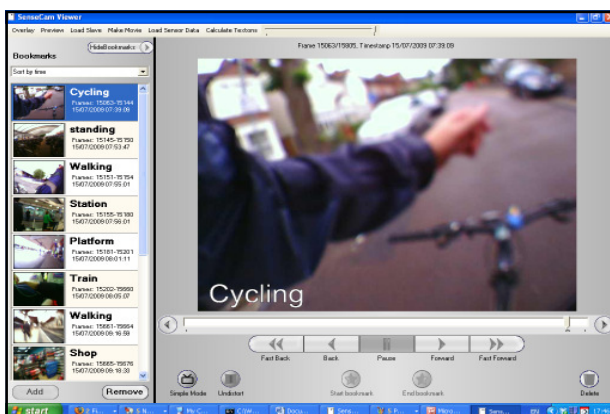 SenseCam Viewer
Overlay Preview Load Slave Make Movie Load Sensor Data Calculate Textons
HideBookmarks
Bookmarks
Sort by time
Cycling
Frames: 15063-15144
15/07/2009 07:39:09
standing
Frames: 15145-15150
15/07/2009 07:53:47
Walking
Frames: 15151-15154
15/07/2009 07:55:01
Station
Frames: 15155-15180
15/07/2009 07:56:01
Platform
Frames: 15181-15201
15/07/2009 08:01:11
Train
Frames: 15202-15660
15/07/2009 08:05:07
Walking
Frames: 15661-15664
15/07/2009 09:16:59
Shop
Frames: 15665-15676
15/07/2009 09:18:33
Add Remove
Frame 15063/15805, Timestamp 15/07/2009 07:39:09
Cycling
Fast Back Back Pause Forward Fast Forward
Simple Mode Undistort Start bookmark End bookmark Delete
start
EN